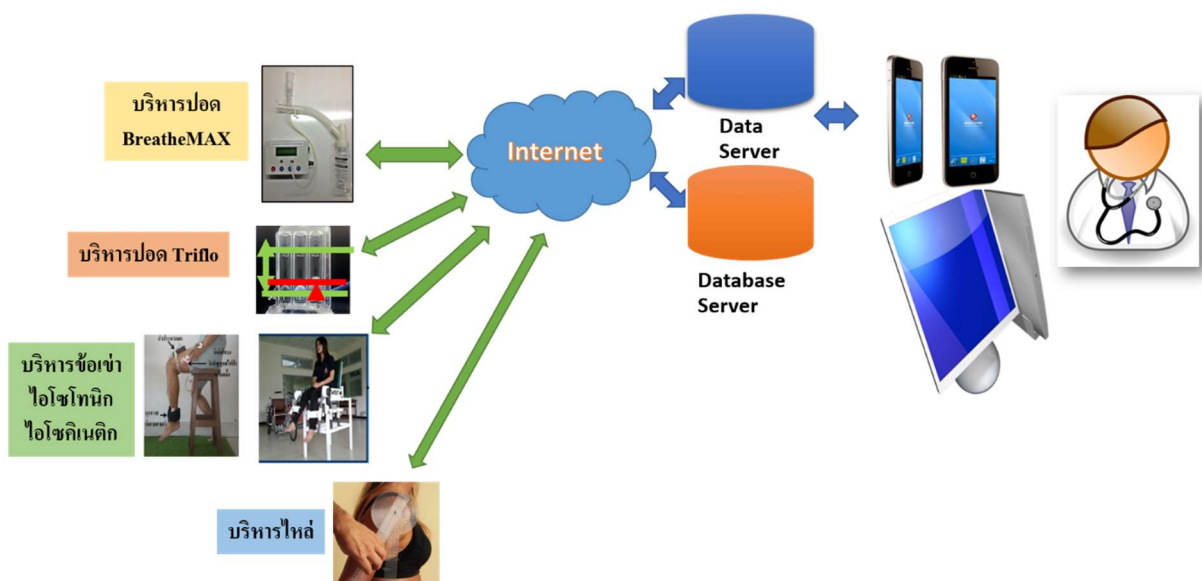 บริหารปอด
BreatheMAX
บริหารปอด Triflo
บริหารข้อเข่า
ไอโซโทนิก
ไอโซคิเนติก
บริหารไหล่
Internet
Data
Server
Database
Server